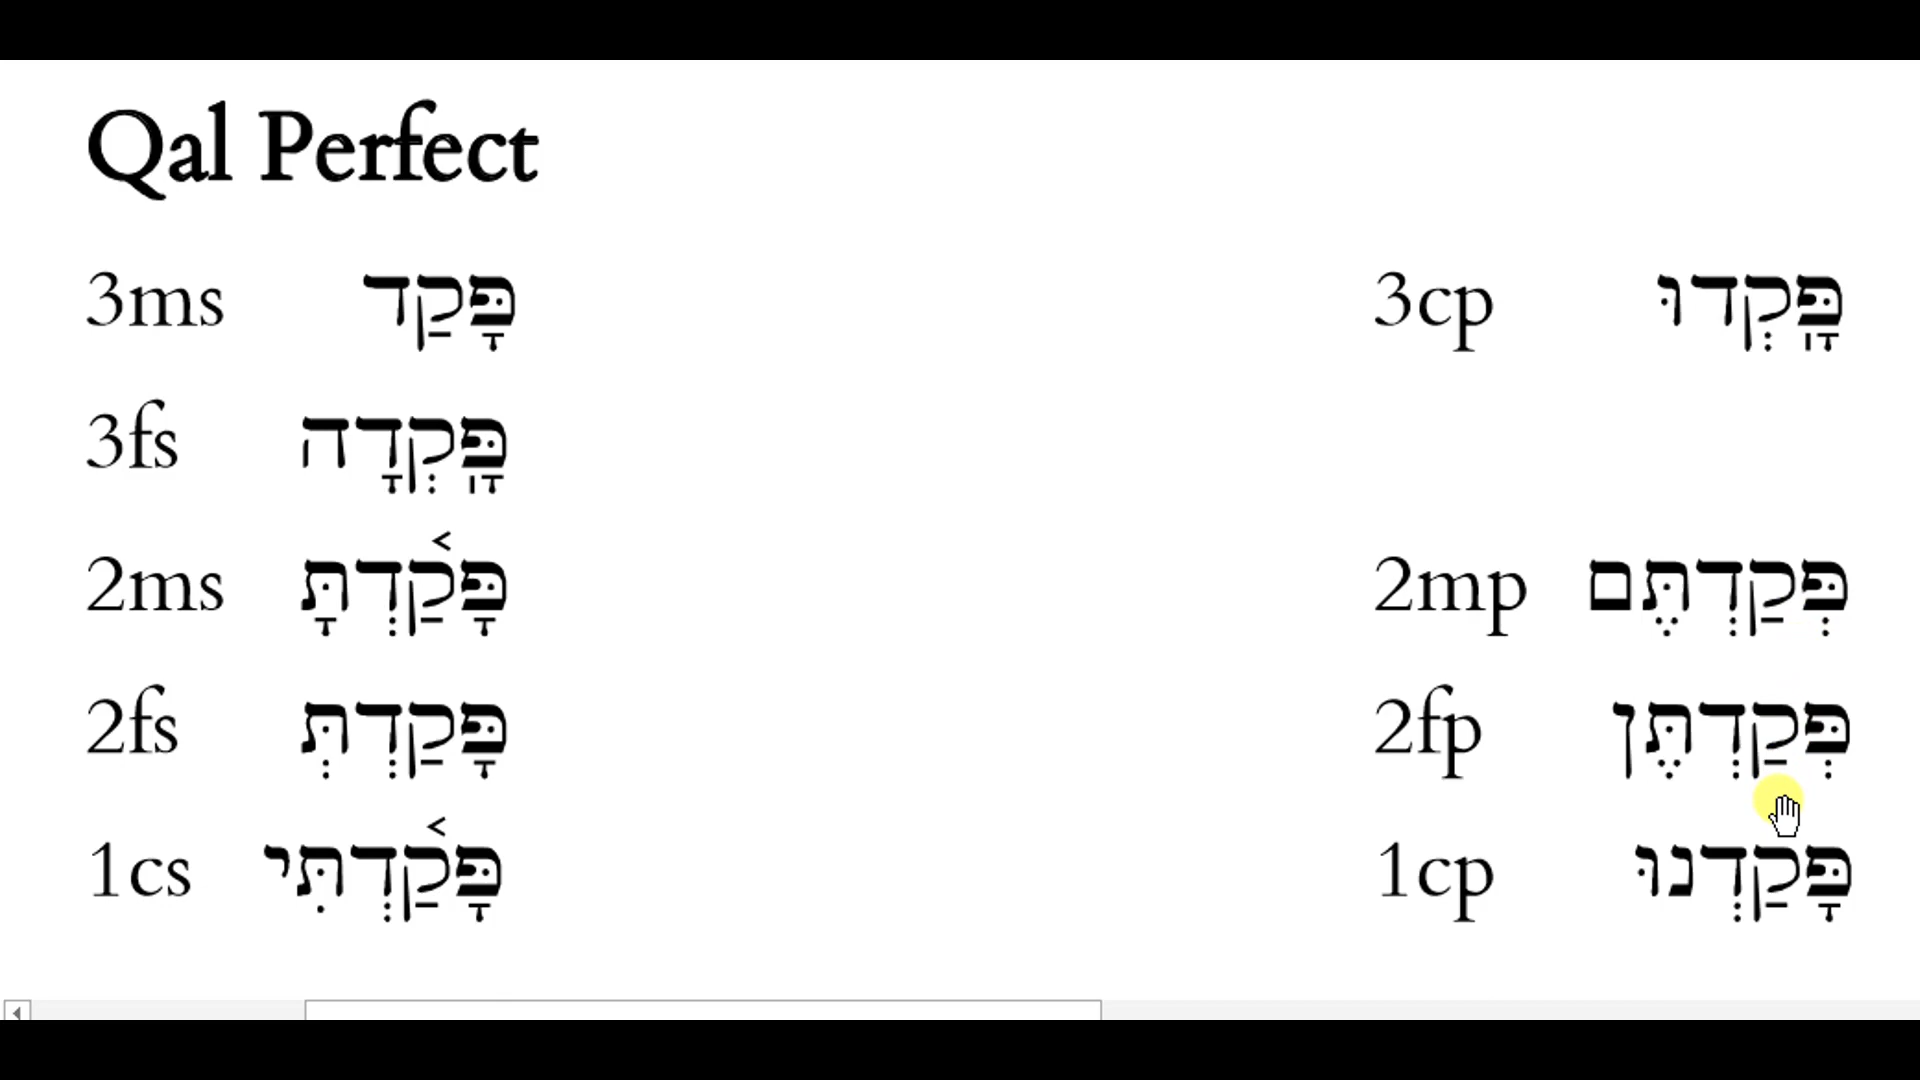 Qal Perfect
3ms פָּקַד 3cp פָּֽקְדוּ
3fs פָּֽקְדָה
2ms פָּקַ֫דְתָּ 2mp פְּקַדְתֶּם
2fs פָּקַדְתְּ 2fp פְּקַדְתֶּן
1cs פָּקַ֫דְתִּי 1cp פָּקַדְנוּ